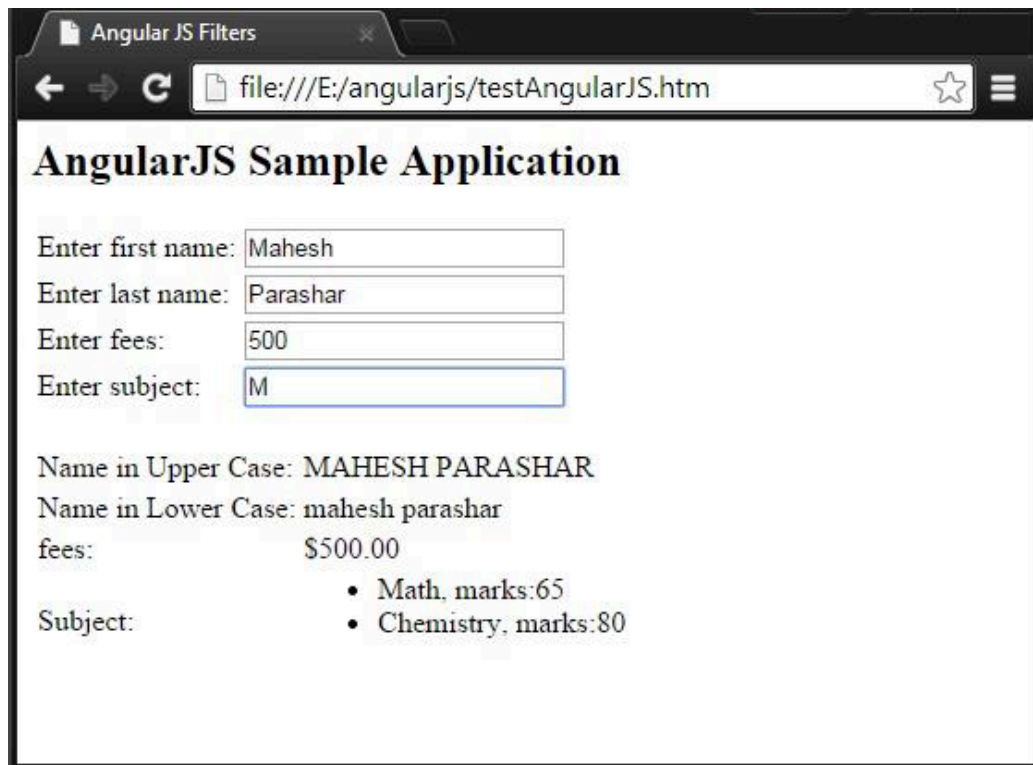 Angular JS Filters
file:///E:/angularjs/testAngularJS.htm
AngularJS Sample Application
Enter first name: Mahesh
Enter last name: Parashar
Enter fees: 500
Enter subject: M
Name in Upper Case: MAHESH PARASHAR
Name in Lower Case: mahesh parashar
fees: $500.00
• Math, marks:65
Subject:
• Chemistry, marks:80